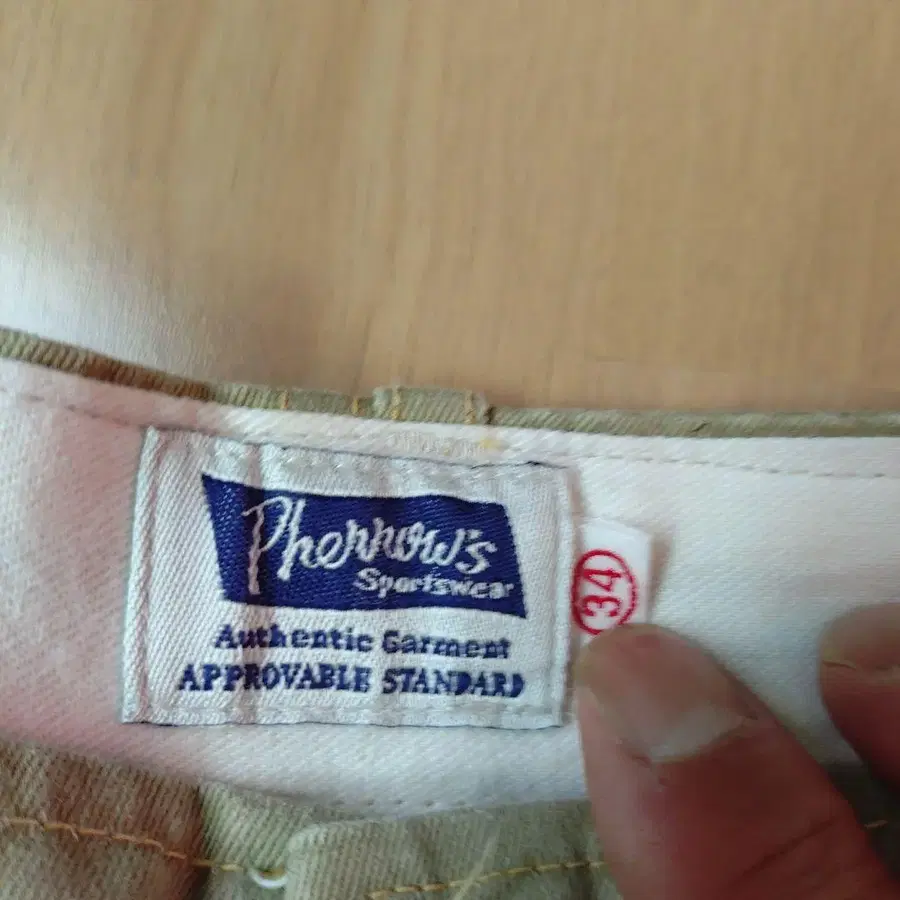 Pherrow's
Sportswear
Authentic Garment
APPROVABLE STANDARD
34